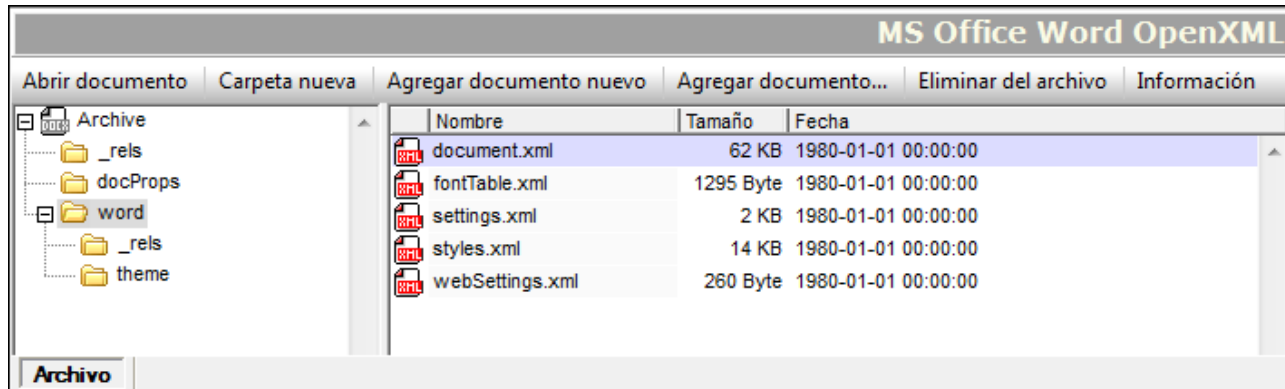 MS Office Word OpenXML
Abrir documento Carpeta nueva Agregar documento nuevo Agregar documento... Eliminar del archivo Información
Archive
_rels
docProps
word
_rels
theme
Nombre Tamaño Fecha
document.xml 62 KB 1980-01-01 00:00:00
fontTable.xml 1295 Byte 1980-01-01 00:00:00
settings.xml 2 KB 1980-01-01 00:00:00
styles.xml 14 KB 1980-01-01 00:00:00
webSettings.xml 260 Byte 1980-01-01 00:00:00
Archivo